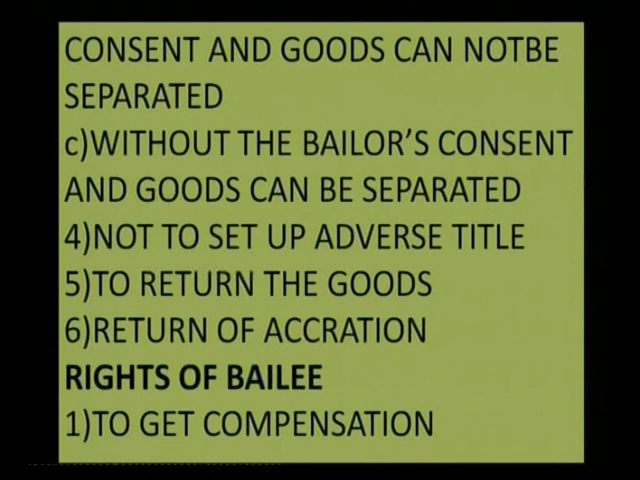 CONSENT AND GOODS CAN NOTBE
SEPARATED
c)WITHOUT THE BAILOR'S CONSENT
AND GOODS CAN BE SEPARATED
4)NOT TO SET UP ADVERSE TITLE
5)TO RETURN THE GOODS
6)RETURN OF ACCRATION
RIGHTS OF BAILEE
1)TO GET COMPENSATION